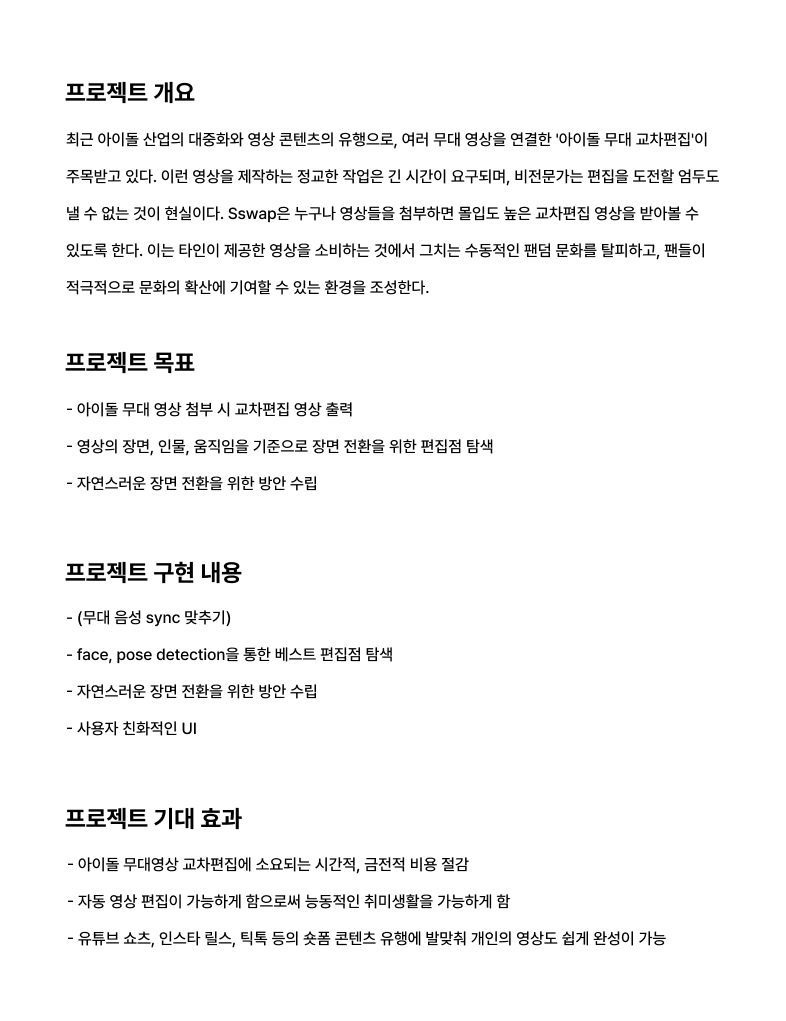 프로젝트 개요
최근 아이돌 산업의 대중화와 영상 콘텐츠의 유행으로, 여러 무대 영상을 연결한 '아이돌 무대 교차편집'이
주목받고 있다. 이런 영상을 제작하는 정교한 작업은 긴 시간이 요구되며, 비전문가는 편집을 도전할 엄두도
낼 수 없는 것이 현실이다. Sswap은 누구나 영상들을 첨부하면 몰입도 높은 교차편집 영상을 받아볼 수
있도록 한다. 이는 타인이 제공한 영상을 소비하는 것에서 그치는 수동적인 팬덤 문화를 탈피하고, 팬들이
적극적으로 문화의 확산에 기여할 수 있는 환경을 조성한다.
프로젝트 목표
- 아이돌 무대 영상 첨부 시 교차편집 영상 출력
- 영상의 장면, 인물, 움직임을 기준으로 장면 전환을 위한 편집점 탐색
- 자연스러운 장면 전환을 위한 방안 수립
프로젝트 구현 내용
- (무대 음성 sync 맞추기)
- face, pose detection을 통한 베스트 편집점 탐색
- 자연스러운 장면 전환을 위한 방안 수립
- 사용자 친화적인 UI
프로젝트 기대 효과
- 아이돌 무대영상 교차편집에 소요되는 시간적, 금전적 비용 절감
- 자동 영상 편집이 가능하게 함으로써 능동적인 취미생활을 가능하게 함
- 유튜브 쇼츠, 인스타 릴스, 틱톡 등의 숏폼 콘텐츠 유행에 발맞춰 개인의 영상도 쉽게 완성이 가능